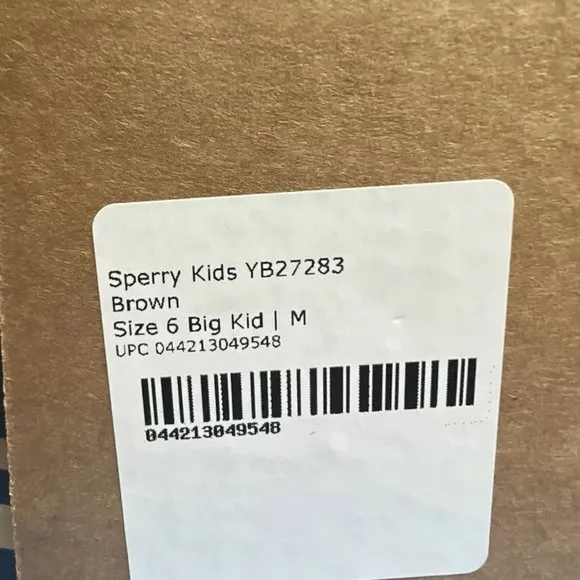 Sperry Kids YB27283
Brown
Size 6 Big Kid | M
UPC 044213049548
044213049548